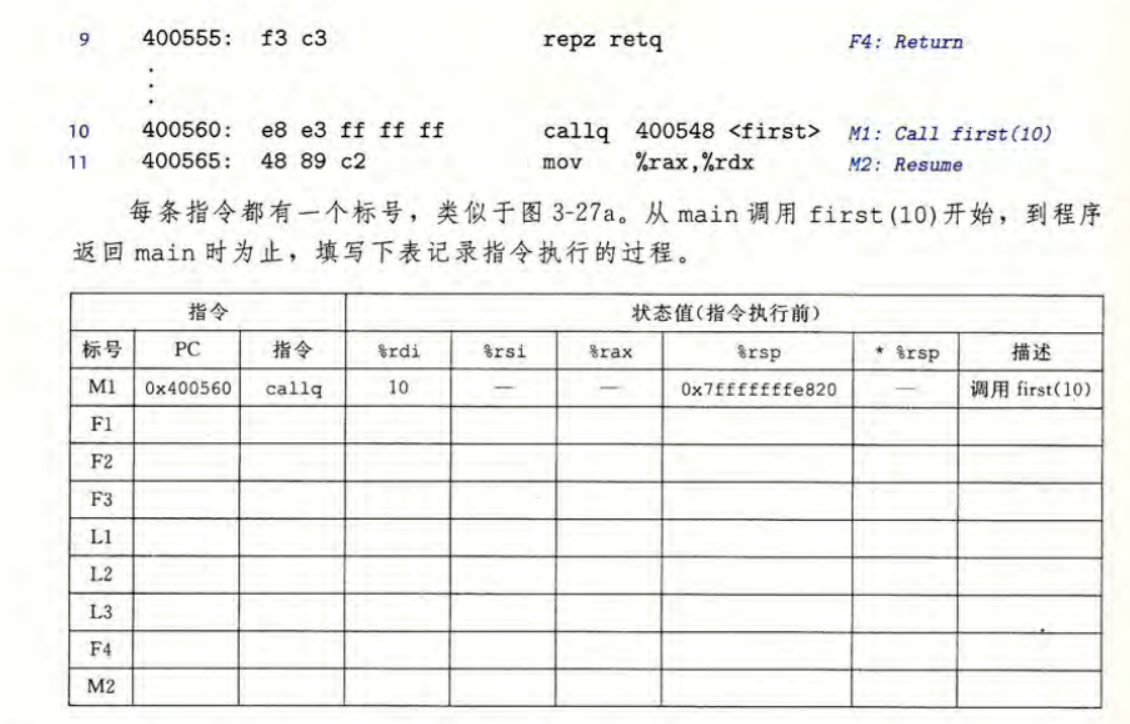 9 400555: f3 c3 repz retq F4: Return
.
.
.
10 400560: e8 e3 ff ff ff callq 400548 <first> M1: Call first(10)
11 400565: 48 89 c2 mov %rax,%rdx M2: Resume
每条指令都有一个标号，类似于图 3-27a。从 main 调用 first(10)开始，到程序
返回 main 时为止，填写下表记录指令执行的过程。
指令 状态值(指令执行前)
标号 PC 指令 %rdi %rsi %rax %rsp * %rsp 描述
M1 0x400560 callq 10 — — 0x7fffffffe820 — 调用 first(10)
F1
F2
F3
L1
L2
L3
F4
M2